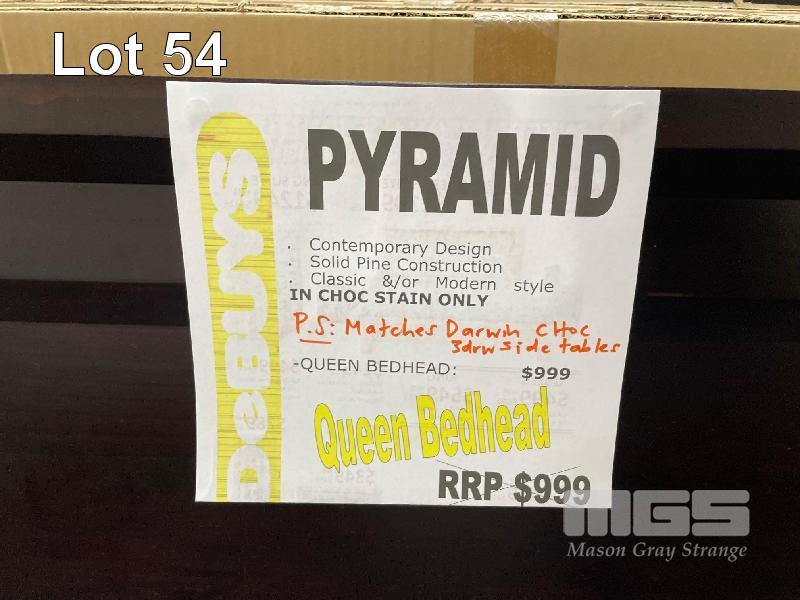 Lot 54
DeBUYS
PYRAMID
. Contemporary Design
. Solid Pine Construction
. Classic &/or Modern style
IN CHOC STAIN ONLY
P.S: Matches Darwin CHoc
3drw side tables
-QUEEN BEDHEAD: $999
Queen Bedhead
RRP $999
MGS
Mason Gray Strange